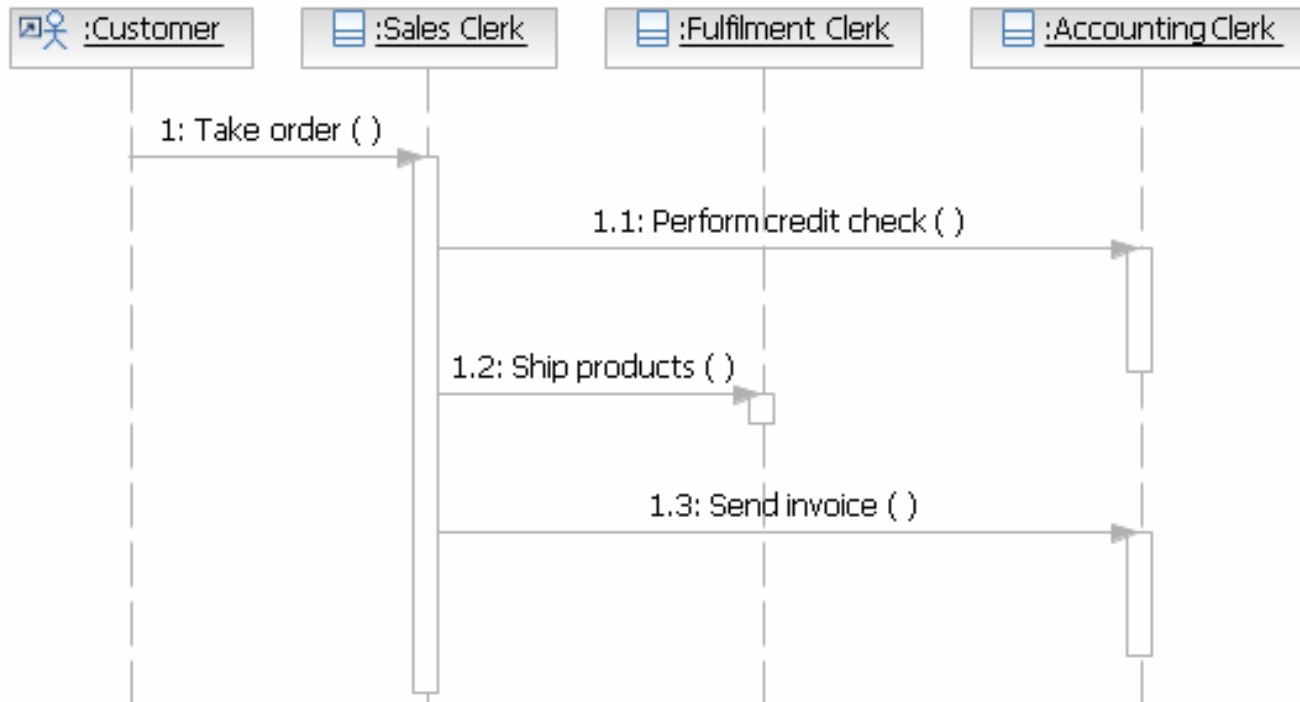 :Customer
:Sales Clerk
:Fulfilment Clerk
:Accounting Clerk
1: Take order ( )
1.1: Perform credit check ( )
1.2: Ship products ( )
1.3: Send invoice ( )